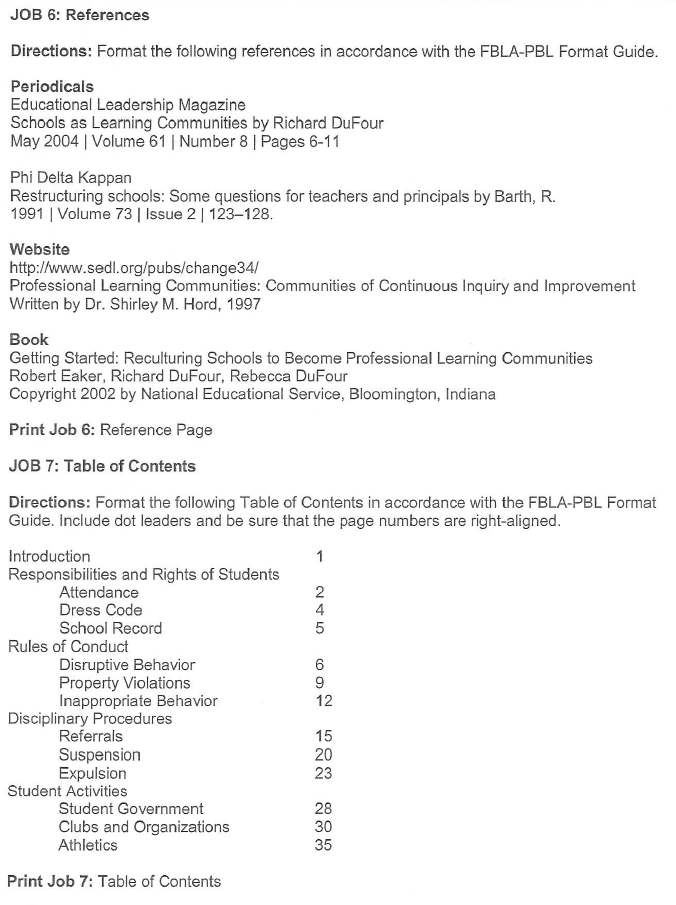 JOB 6: References
Directions: Format the following references in accordance with the FBLA-PBL Format Guide.
Periodicals
Educational Leadership Magazine
Schools as Learning Communities by Richard DuFour
May 2004 | Volume 61 | Number 8 | Pages 6-11
Phi Delta Kappan
Restructuring schools: Some questions for teachers and principals by Barth, R.
1991 | Volume 73 | Issue 2 | 123–128.
Website
http://www.sedl.org/pubs/change34/
Professional Learning Communities: Communities of Continuous Inquiry and Improvement
Written by Dr. Shirley M. Hord, 1997
Book
Getting Started: Reculturing Schools to Become Professional Learning Communities
Robert Eaker, Richard DuFour, Rebecca DuFour
Copyright 2002 by National Educational Service, Bloomington, Indiana
Print Job 6: Reference Page
JOB 7: Table of Contents
Directions: Format the following Table of Contents in accordance with the FBLA-PBL Format
Guide. Include dot leaders and be sure that the page numbers are right-aligned.
Introduction 1
Responsibilities and Rights of Students
Attendance 2
Dress Code 4
School Record 5
Rules of Conduct
Disruptive Behavior 6
Property Violations 9
Inappropriate Behavior 12
Disciplinary Procedures
Referrals 15
Suspension 20
Expulsion 23
Student Activities
Student Government 28
Clubs and Organizations 30
Athletics 35
Print Job 7: Table of Contents